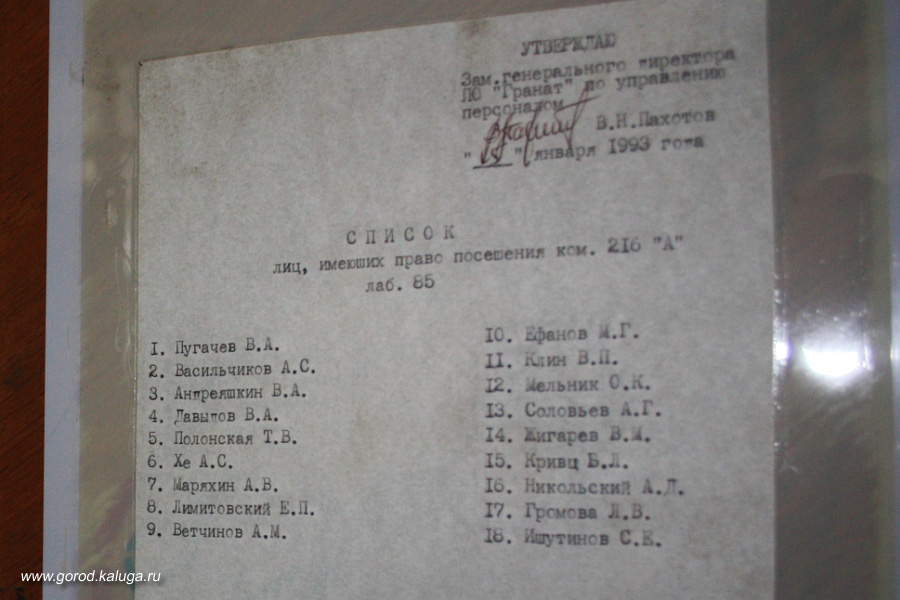 УТВЕРЖДАЮ
Зам.генерального директора
ПО "Гранат" по управлению
персоналом
В.Н.Пахотов
" " января 1993 года
СПИСОК
лиц, имеюших право посешения ком. 216 "А"
лаб. 85
1. Пугачев В.А.
2. Васильчиков А.С.
3. Андреяшкин В.А.
4. Давыдов В.А.
5. Полонская Т.В.
6. Хе А.С.
7. Маряхин А.В.
8. Лимитовский Е.П.
9. Ветчинов А.М.
10. Ефанов М.Г.
11. Клин В.П.
12. Мельник О.К.
13. Соловьев А.Г.
14. Жигарев В.М.
15. Кривц Б.Л.
16. Никольский А.Д.
17. Громова Л.В.
18. Ишутинов С.Е.
www.gorod.kaluga.ru